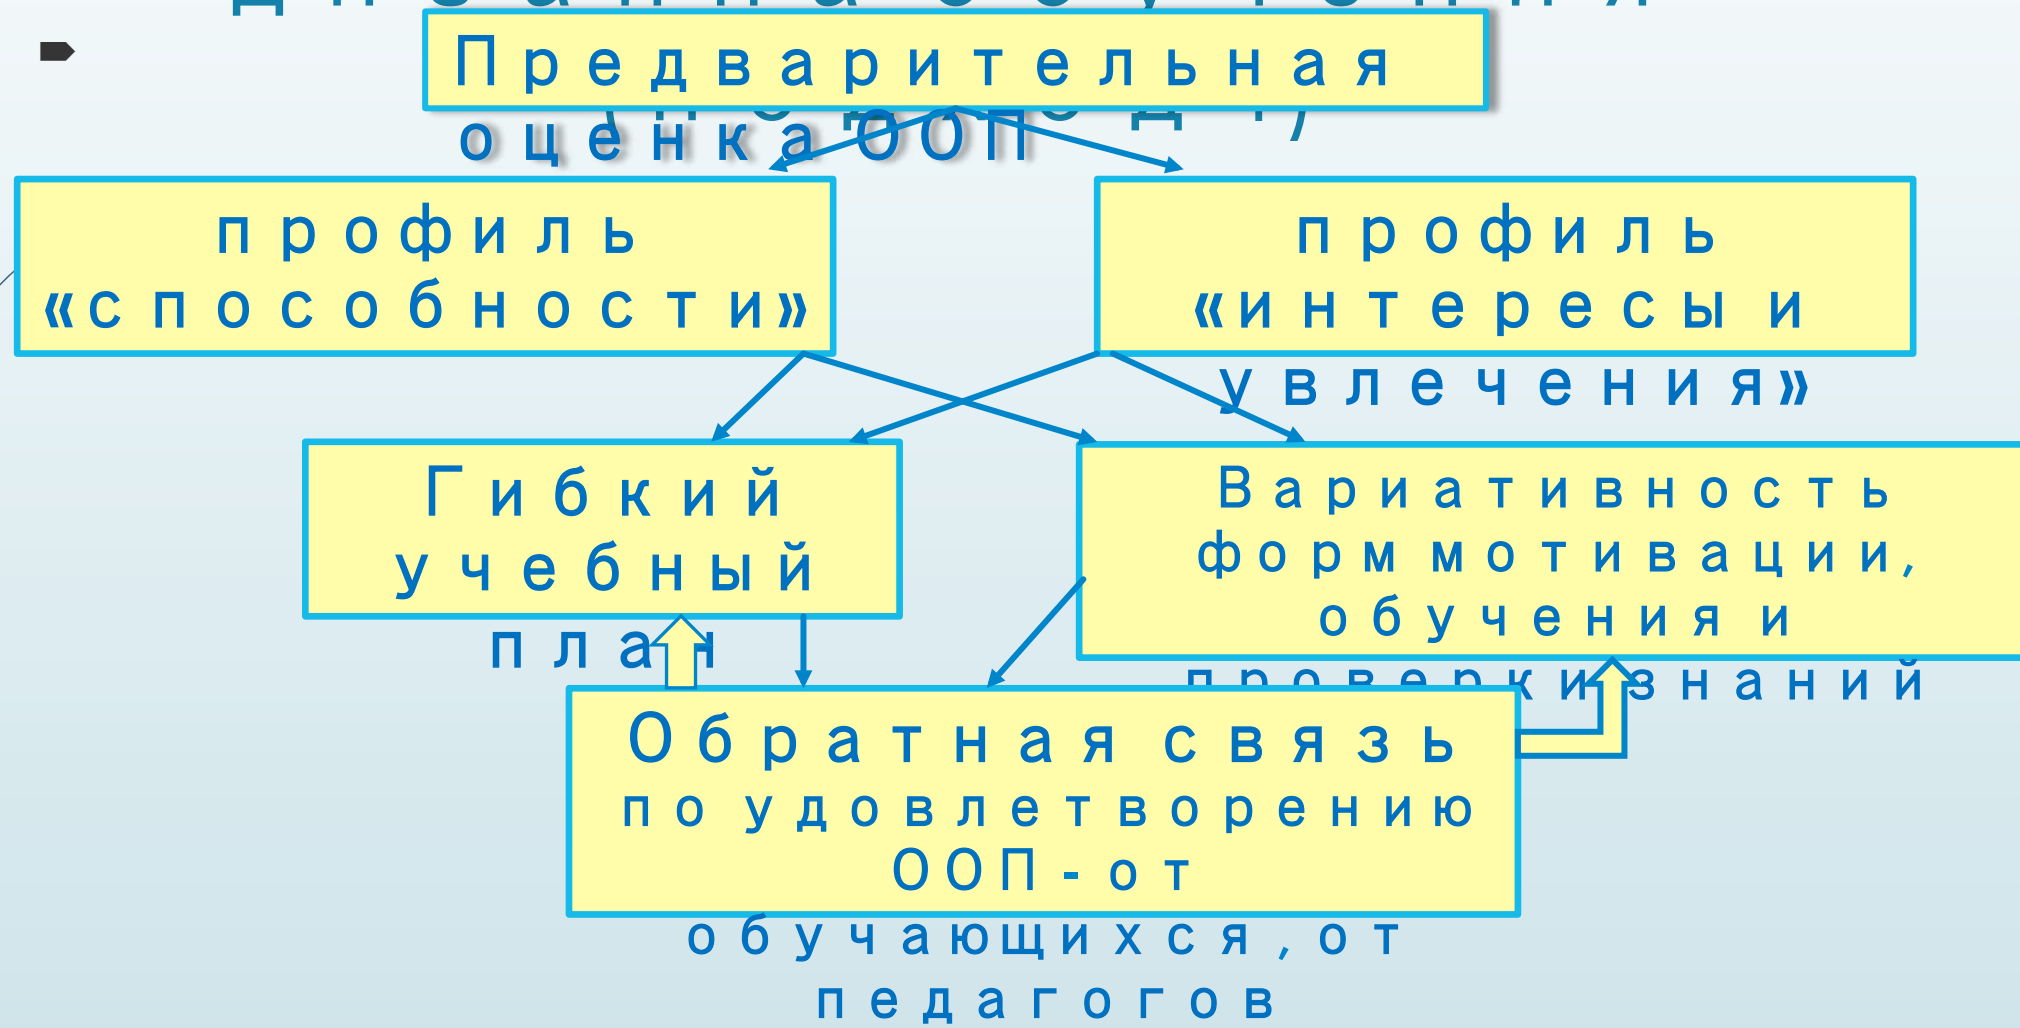 Предварительная
оценка ООП
профиль
«способности»
профиль
«интересы и
увлечения»
Гибкий
учебный
план
Вариативность
форм мотивации,
обучения и
проверки знаний
Обратная связь
по удовлетворению
ООП - от
обучающихся, от
педагогов